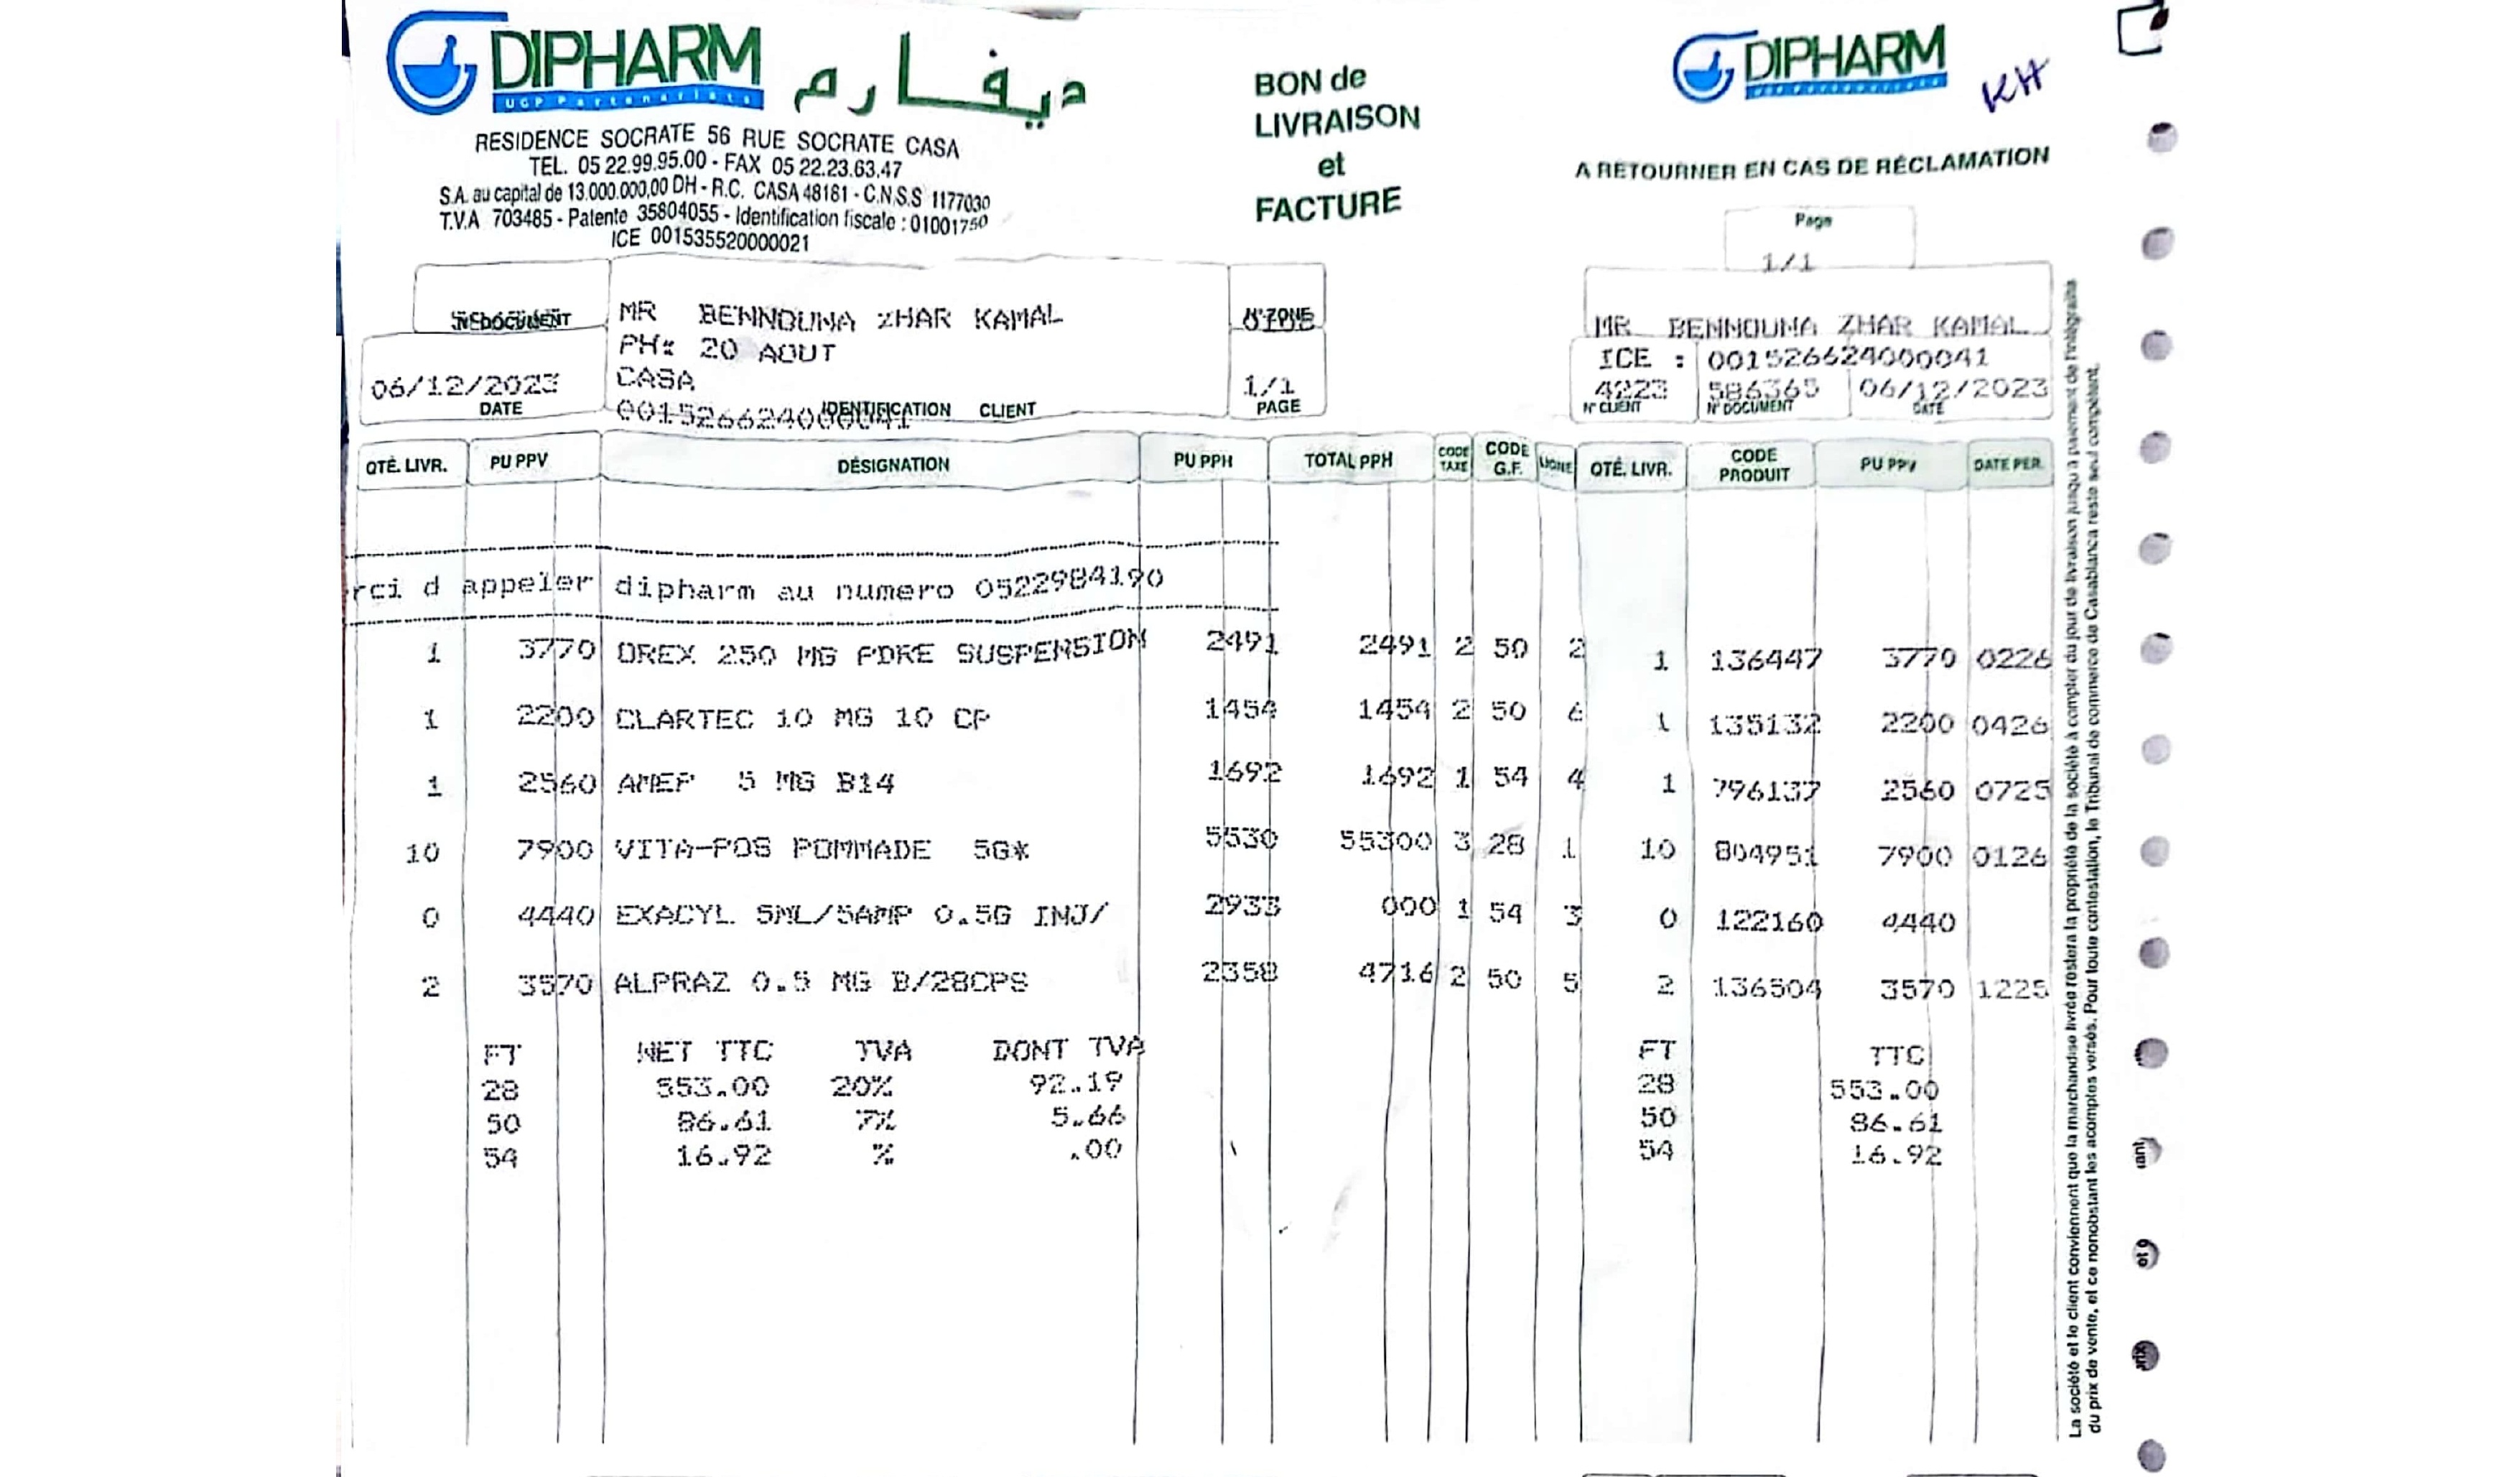 DIPHARM
UGP Partenariats
ديفارم
RESIDENCE SOCRATE 56 RUE SOCRATE CASA
TEL. 05 22.99.95.00 - FAX 05 22.23.63.47
S.A. au capital de 13.000.000,00 DH - R.C. CASA 48181 - C.N.S.S 1177030
T.V.A 703485 - Patente 35804055 - Identification fiscale : 01001750
ICE 001535520000021
BON de
LIVRAISON
et
FACTURE
DIPHARM
KH
A RETOURNER EN CAS DE RÉCLAMATION
Page
1/1
N° DOCUMENT
06/12/2023
DATE
MR BENNOUNA ZHAR KAMAL
PH: 20 AOUT
CASA
001526624000041
IDENTIFICATION CLIENT
N° ZONE
1/1
PAGE
MR BENNOUNA ZHAR KAMAL
ICE : 001526624000041
4223 586365 06/12/2023
N° CLIENT N° DOCUMENT DATE
QTÉ. LIVR. PU PPV DÉSIGNATION PU PPH TOTAL PPH CODE TAXE CODE G.F. LIGNE QTÉ. LIVR. CODE PRODUIT PU PPV DATE PER.
rci d appeler dipharm au numero 0522984190
1 3770 OREX 250 MG PDRE SUSPENSION 2491 2491 2 50 2 1 136447 3770 0226
1 2200 CLARTEC 10 MG 10 CP 1454 1454 2 50 6 1 135132 2200 0426
1 2560 AMEP 5 MG B14 1692 1692 1 54 4 1 796137 2560 0725
10 7900 VITA-POS POMMADE 5G* 5530 55300 3 28 1 10 804951 7900 0126
0 4440 EXACYL 5ML/5AMP 0.5G INJ/ 2933 000 1 54 3 0 122160 4440
2 3570 ALPRAZ 0.5 MG B/28CPS 2358 4716 2 50 5 2 136504 3570 1225
FT NET TTC TVA DONT TVA FT TTC
28 553.00 20% 92.19 28 553.00
50 86.61 7% 5.66 50 86.61
54 16.92 % .00 54 16.92
La société et le client conviennent que la marchandise livrée restera la propriété de la société à compter du jour de livraison jusqu'à paiement de l'intégralité
du prix de vente, et ce nonobstant les acomptes versés. Pour toute contestation, le Tribunal de commerce de Casablanca reste seul compétent.